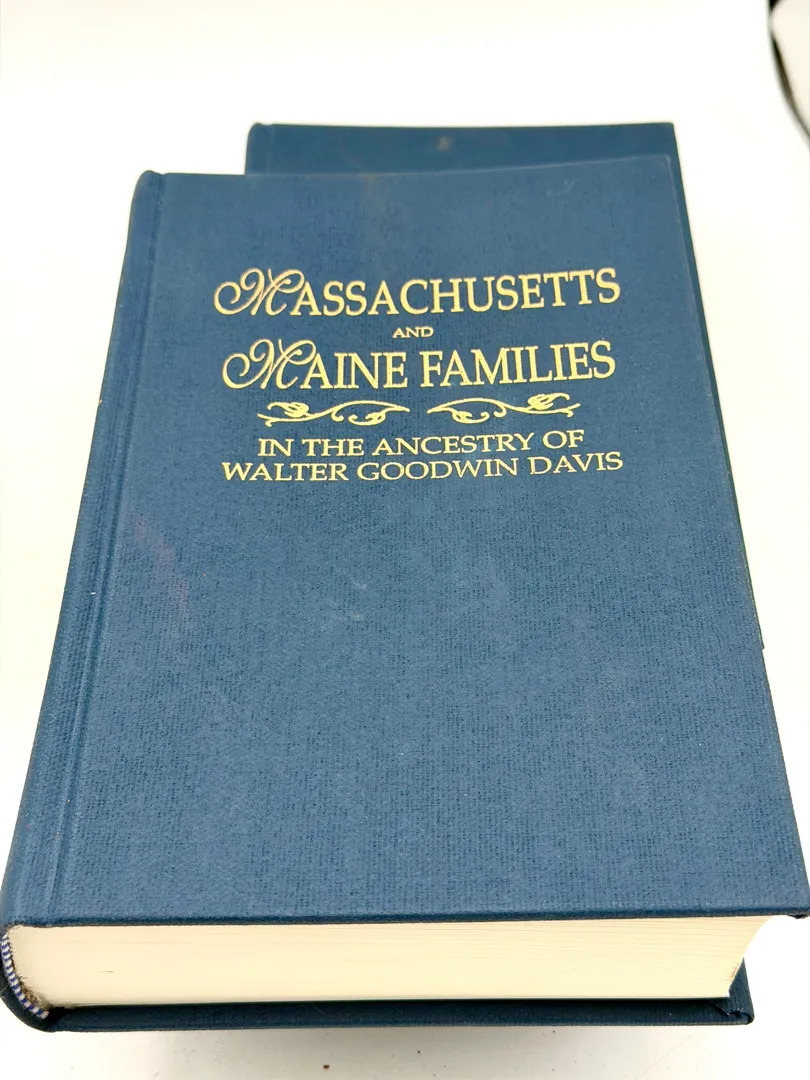 MASSACHUSETTS
AND
MAINE FAMILIES
IN THE ANCESTRY OF
WALTER GOODWIN DAVIS